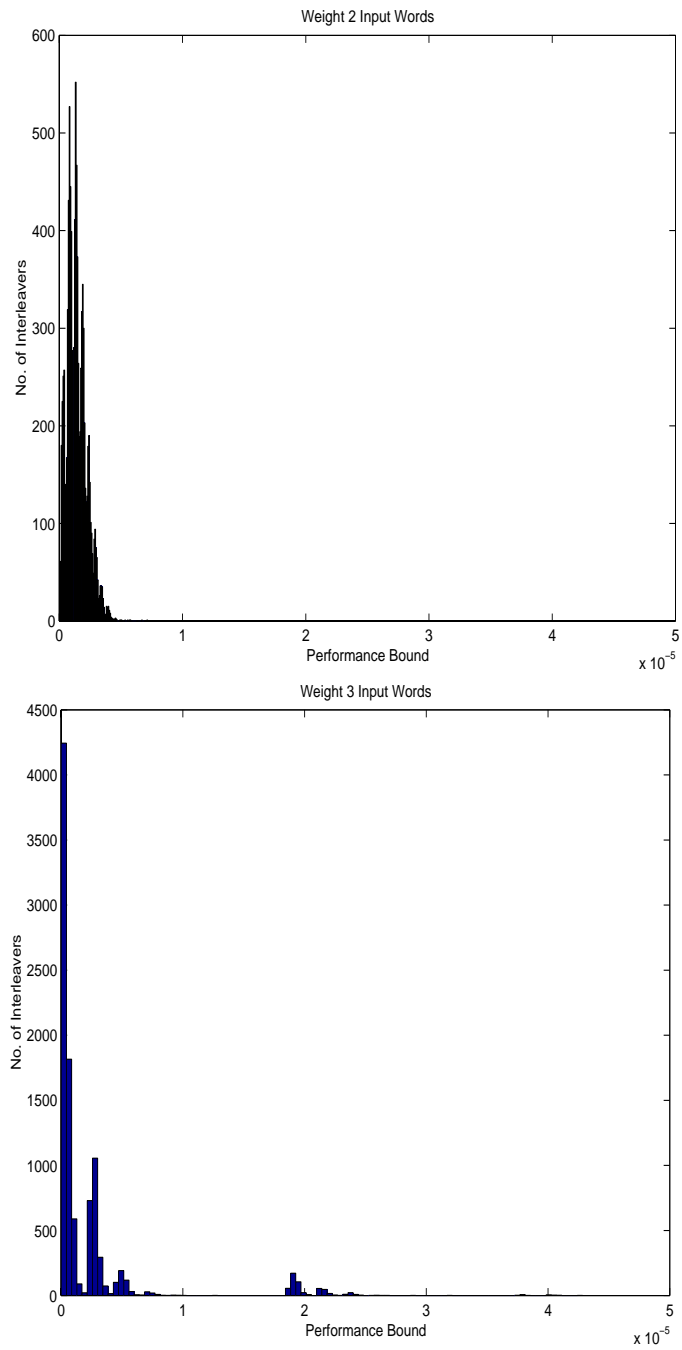 Weight 2 Input Words
600
500
400
300
200
100
0
No. of Interleavers
0 1 2 3 4 5
Performance Bound
x 10⁻⁵
Weight 3 Input Words
4500
4000
3500
3000
2500
2000
1500
1000
500
0
No. of Interleavers
0 1 2 3 4 5
Performance Bound
x 10⁻⁵